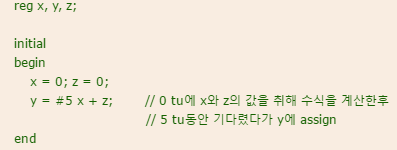 reg x, y, z;
initial
begin
x = 0; z = 0;
y = #5 x + z; // 0 tu에 x와 z의 값을 취해 수식을 계산한후
// 5 tu동안 기다렸다가 y에 assign
end